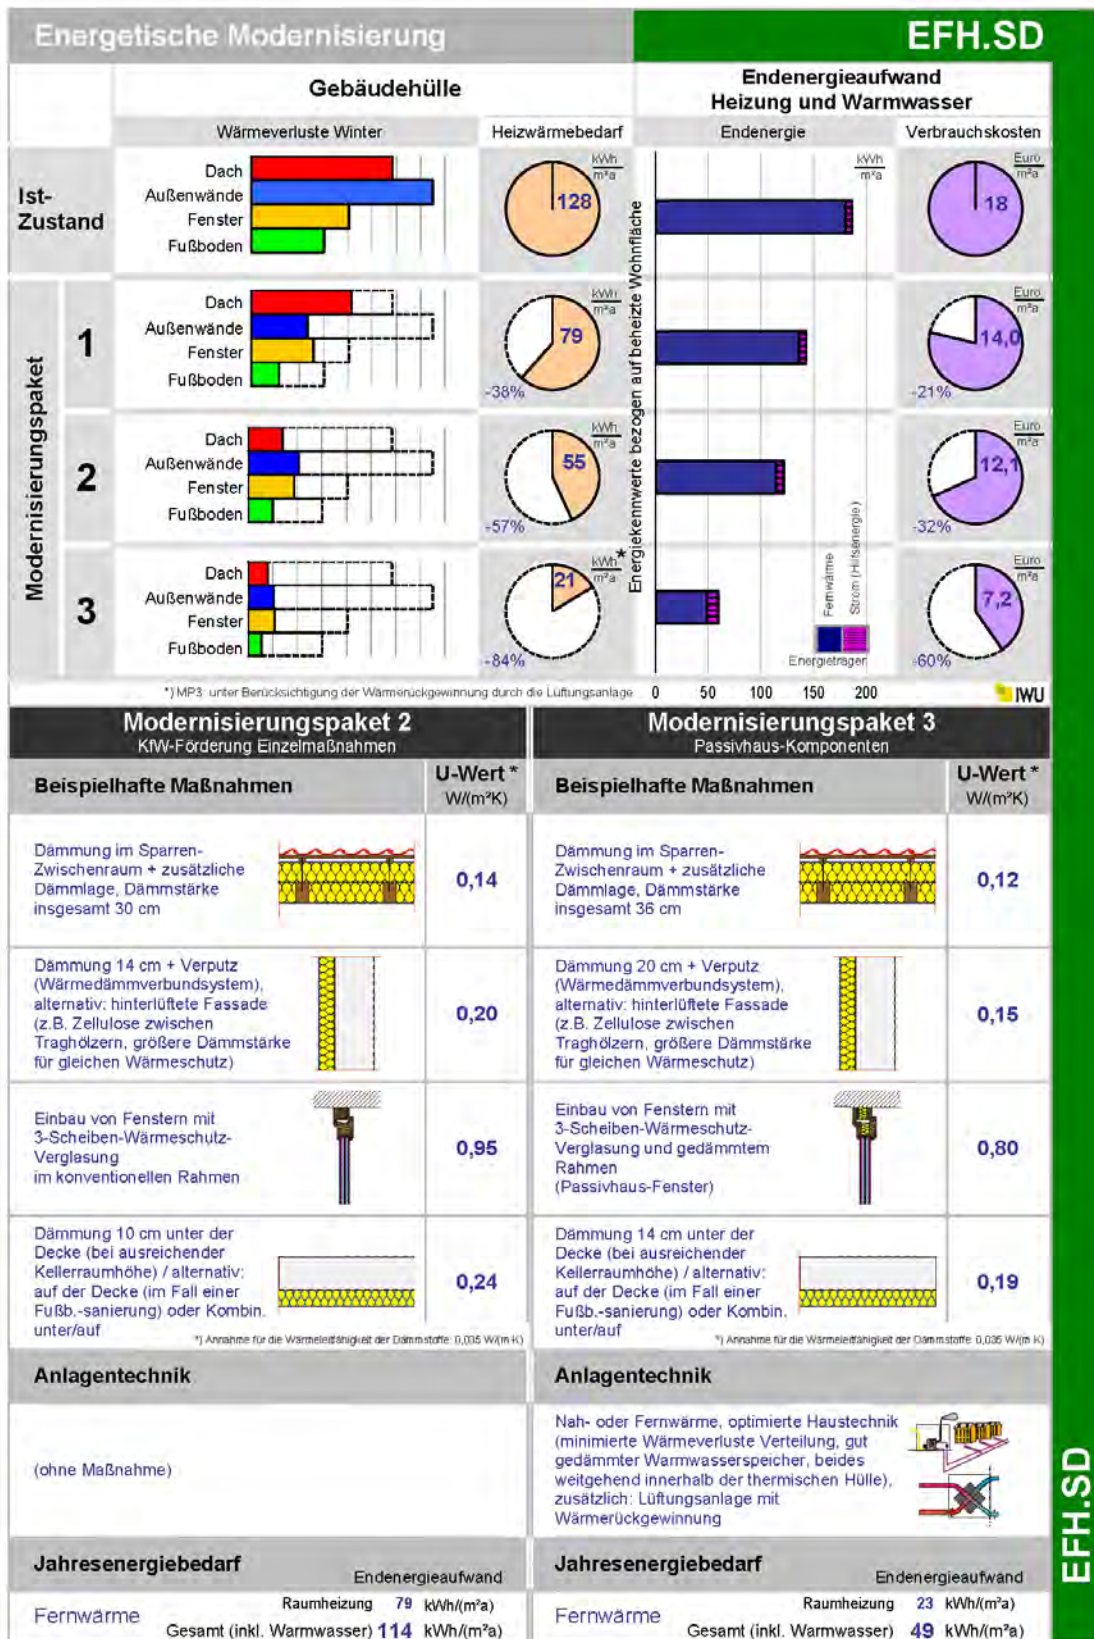 Energetische Modernisierung
EFH.SD
Gebäudehülle
Endenergieaufwand
Heizung und Warmwasser
Wärmeverluste Winter
Heizwärmebedarf
Endenergie
Verbrauchskosten
Ist-
Zustand
Dach
Außenwände
Fenster
Fußboden
kWh
m²a
128
kWh
m²a
Euro
m²a
18
Modernisierungspaket
1
Dach
Außenwände
Fenster
Fußboden
kWh
m²a
79
-38%
Euro
m²a
14,0
-21%
2
Dach
Außenwände
Fenster
Fußboden
kWh
m²a
55
-57%
Euro
m²a
12,1
-32%
3
Dach
Außenwände
Fenster
Fußboden
kWh *
m²a
21
-84%
Euro
m²a
7,2
-60%
Energiekennwerte bezogen auf beheizte Wohnfläche
Fernwärme
Strom (Hilfsenergie)
Energieträger
*) MP3: unter Berücksichtigung der Wärmerückgewinnung durch die Lüftungsanlage
0 50 100 150 200
IWU
Modernisierungspaket 2
KfW-Förderung Einzelmaßnahmen
Beispielhafte Maßnahmen
U-Wert *
W/(m²K)
Dämmung im Sparren-
Zwischenraum + zusätzliche
Dämmlage, Dämmstärke
insgesamt 30 cm
0,14
Dämmung 14 cm + Verputz
(Wärmedämmverbundsystem),
alternativ: hinterlüftete Fassade
(z.B. Zellulose zwischen
Traghölzern, größere Dämmstärke
für gleichen Wärmeschutz)
0,20
Einbau von Fenstern mit
3-Scheiben-Wärmeschutz-
Verglasung
im konventionellen Rahmen
0,95
Dämmung 10 cm unter der
Decke (bei ausreichender
Kellerraumhöhe) / alternativ:
auf der Decke (im Fall einer
Fußb.-sanierung) oder Kombin.
unter/auf
0,24
*) Annahme für die Wärmeleitfähigkeit der Dämmstoffe: 0,035 W/(m·K)
Anlagentechnik
(ohne Maßnahme)
Jahresenergiebedarf
Endenergieaufwand
Fernwärme
Raumheizung 79 kWh/(m²a)
Gesamt (inkl. Warmwasser) 114 kWh/(m²a)
Modernisierungspaket 3
Passivhaus-Komponenten
Beispielhafte Maßnahmen
U-Wert *
W/(m²K)
Dämmung im Sparren-
Zwischenraum + zusätzliche
Dämmlage, Dämmstärke
insgesamt 36 cm
0,12
Dämmung 20 cm + Verputz
(Wärmedämmverbundsystem),
alternativ: hinterlüftete Fassade
(z.B. Zellulose zwischen
Traghölzern, größere Dämmstärke
für gleichen Wärmeschutz)
0,15
Einbau von Fenstern mit
3-Scheiben-Wärmeschutz-
Verglasung und gedämmtem
Rahmen
(Passivhaus-Fenster)
0,80
Dämmung 14 cm unter der
Decke (bei ausreichender
Kellerraumhöhe) / alternativ:
auf der Decke (im Fall einer
Fußb.-sanierung) oder Kombin.
unter/auf
0,19
*) Annahme für die Wärmeleitfähigkeit der Dämmstoffe: 0,035 W/(m·K)
Anlagentechnik
Nah- oder Fernwärme, optimierte Haustechnik
(minimierte Wärmeverluste Verteilung, gut
gedämmter Warmwasserspeicher, beides
weitgehend innerhalb der thermischen Hülle),
zusätzlich: Lüftungsanlage mit
Wärmerückgewinnung
Jahresenergiebedarf
Endenergieaufwand
Fernwärme
Raumheizung 23 kWh/(m²a)
Gesamt (inkl. Warmwasser) 49 kWh/(m²a)
EFH.SD